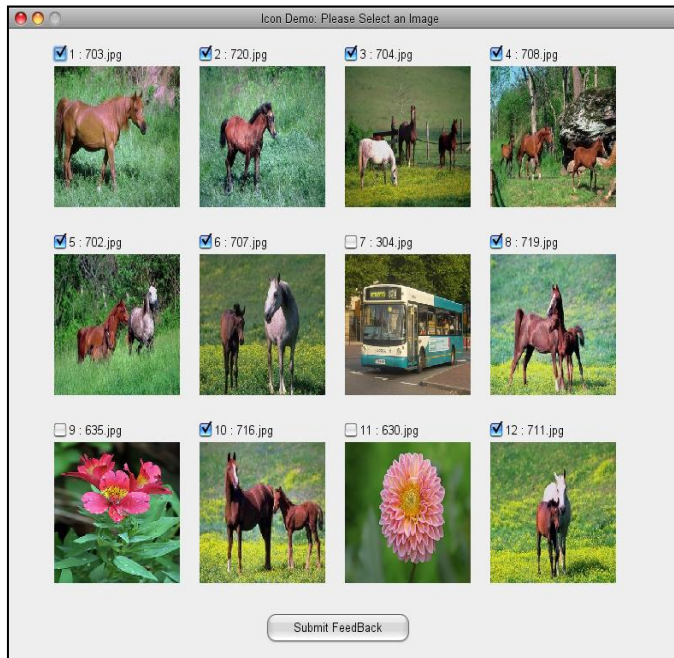 Icon Demo: Please Select an Image
1 : 703.jpg 2 : 720.jpg 3 : 704.jpg 4 : 708.jpg
5 : 702.jpg 6 : 707.jpg 7 : 304.jpg 8 : 719.jpg
9 : 635.jpg 10 : 716.jpg 11 : 630.jpg 12 : 711.jpg
Submit FeedBack